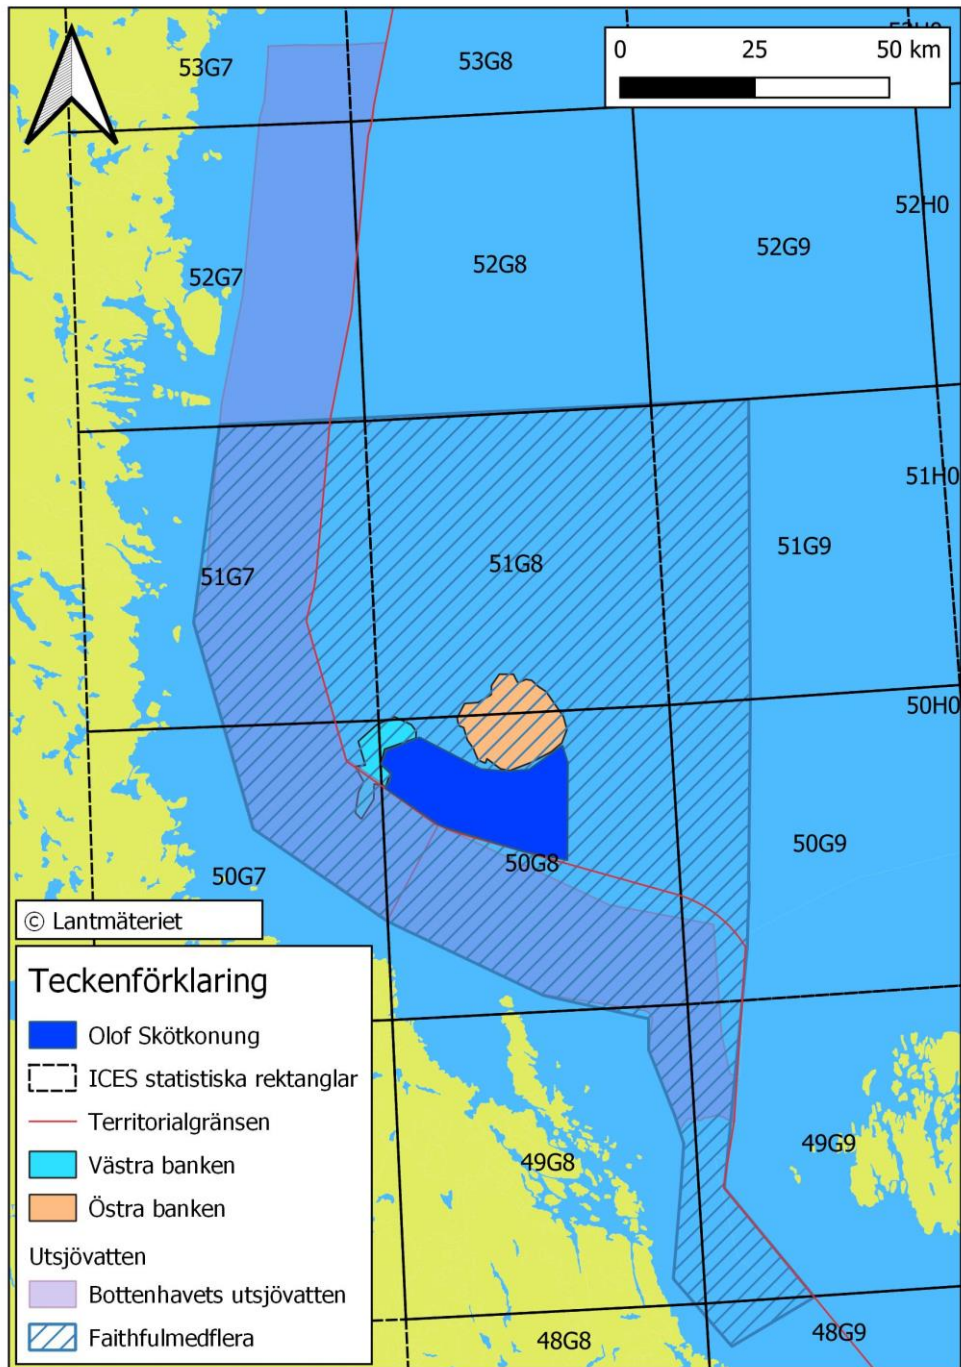 53H0
53G7
53G8
0 25 50 km
52H0
52G7
52G8
52G9
51H0
51G7
51G8
51G9
50H0
50G7
50G8
50G9
© Lantmäteriet
Teckenförklaring
Olof Skötkonung
ICES statistiska rektanglar
Territorialgränsen
Västra banken
Östra banken
Utsjövatten
Bottenhavets utsjövatten
Faithfulmedflera
49G8
49G9
48G8
48G9